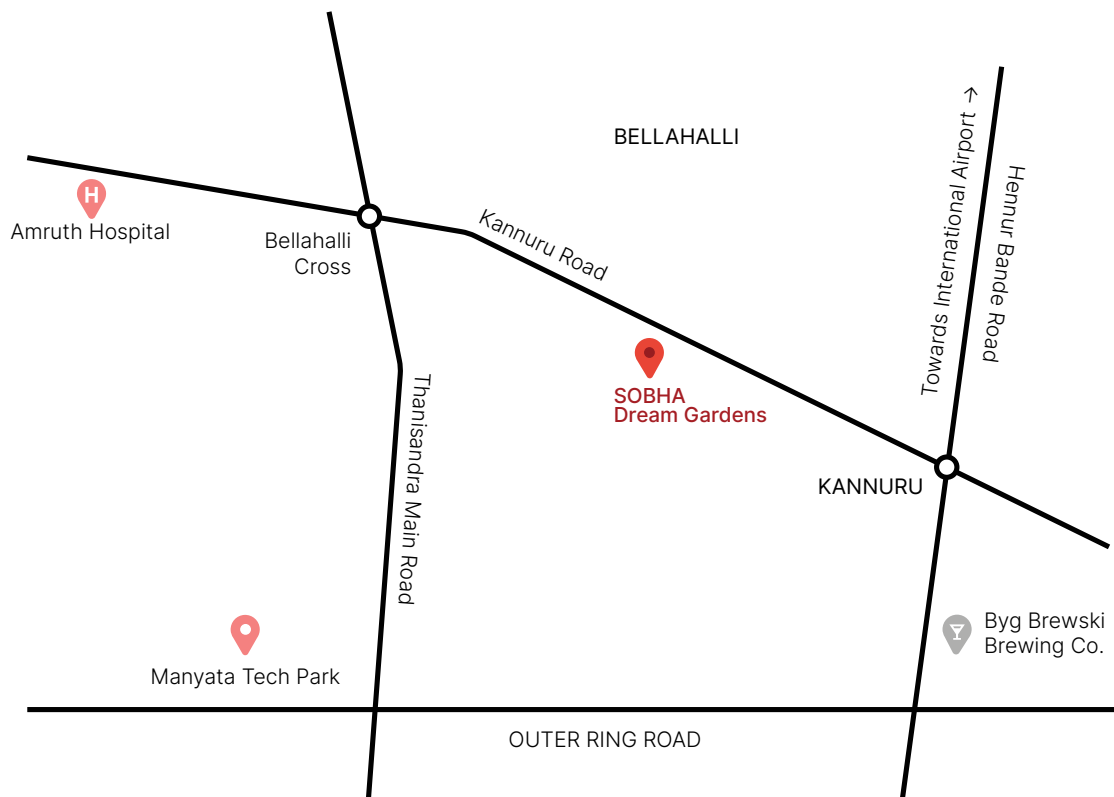 BELLAHALLI
Towards International Airport →
Hennur Bande Road
H
Amruth Hospital
Bellahalli
Cross
Kannuru Road
SOBHA
Dream Gardens
Thanisandra Main Road
KANNURU
Byg Brewski
Brewing Co.
Manyata Tech Park
OUTER RING ROAD